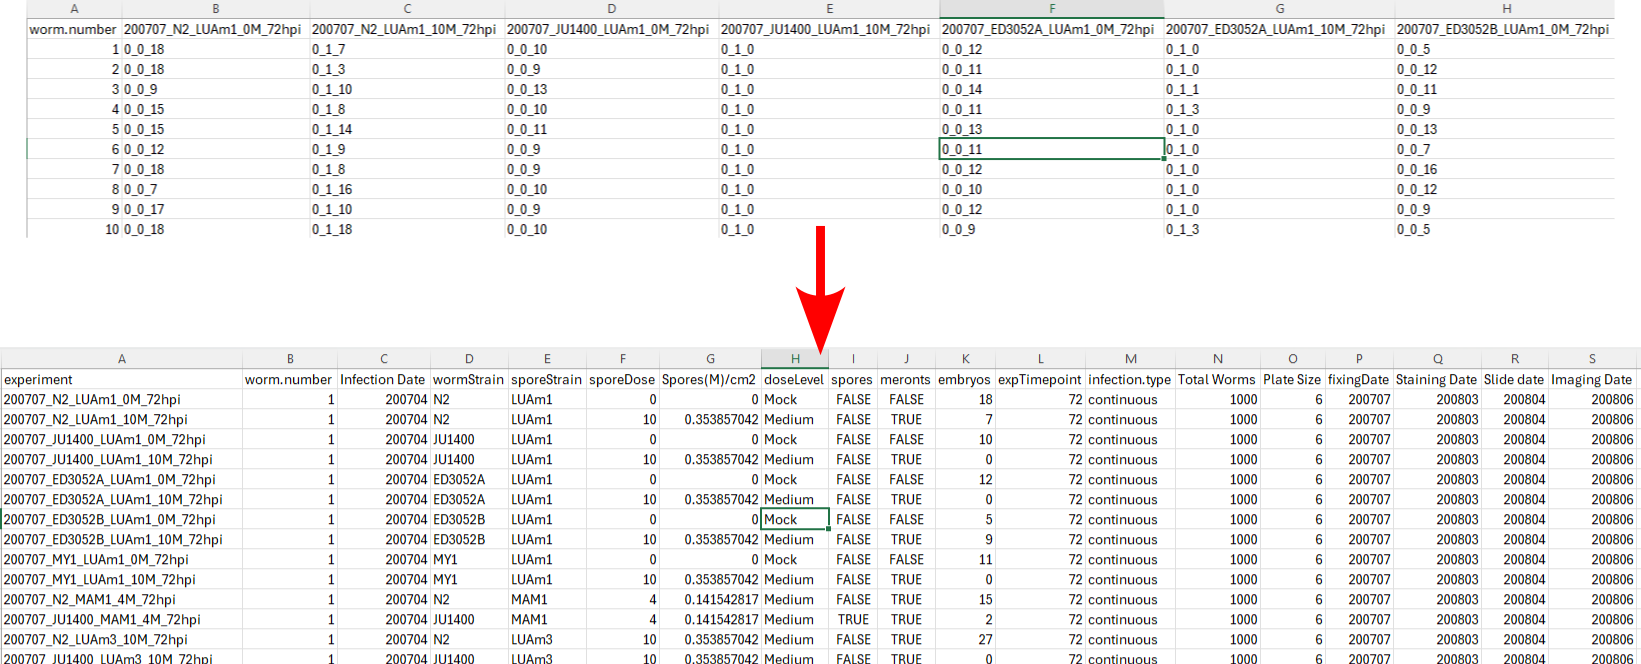 A B C D E F G H
worm.number 200707_N2_LUAm1_0M_72hpi 200707_N2_LUAm1_10M_72hpi 200707_JU1400_LUAm1_0M_72hpi 200707_JU1400_LUAm1_10M_72hpi 200707_ED3052A_LUAm1_0M_72hpi 200707_ED3052A_LUAm1_10M_72hpi 200707_ED3052B_LUAm1_0M_72hpi
1 0_0_18 0_1_7 0_0_10 0_1_0 0_0_12 0_1_0 0_0_5
2 0_0_18 0_1_3 0_0_9 0_1_0 0_0_11 0_1_0 0_0_12
3 0_0_9 0_1_10 0_0_13 0_1_0 0_0_14 0_1_1 0_0_11
4 0_0_15 0_1_8 0_0_10 0_1_0 0_0_11 0_1_3 0_0_9
5 0_0_15 0_1_14 0_0_11 0_1_0 0_0_13 0_1_0 0_0_13
6 0_0_12 0_1_9 0_0_9 0_1_0 0_0_11 0_1_0 0_0_7
7 0_0_18 0_1_8 0_0_9 0_1_0 0_0_12 0_1_0 0_0_16
8 0_0_7 0_1_16 0_0_10 0_1_0 0_0_10 0_1_0 0_0_12
9 0_0_17 0_1_10 0_0_9 0_1_0 0_0_12 0_1_0 0_0_9
10 0_0_18 0_1_18 0_0_10 0_1_0 0_0_9 0_1_3 0_0_5
A B C D E F G H I J K L M N O P Q R S
experiment worm.number Infection Date wormStrain sporeStrain sporeDose Spores(M)/cm2 doseLevel spores meronts embryos expTimepoint infection.type Total Worms Plate Size fixingDate Staining Date Slide date Imaging Date
200707_N2_LUAm1_0M_72hpi 1 200704 N2 LUAm1 0 0 Mock FALSE FALSE 18 72 continuous 1000 6 200707 200803 200804 200806
200707_N2_LUAm1_10M_72hpi 1 200704 N2 LUAm1 10 0.353857042 Medium FALSE TRUE 7 72 continuous 1000 6 200707 200803 200804 200806
200707_JU1400_LUAm1_0M_72hpi 1 200704 JU1400 LUAm1 0 0 Mock FALSE FALSE 10 72 continuous 1000 6 200707 200803 200804 200806
200707_JU1400_LUAm1_10M_72hpi 1 200704 JU1400 LUAm1 10 0.353857042 Medium FALSE TRUE 0 72 continuous 1000 6 200707 200803 200804 200806
200707_ED3052A_LUAm1_0M_72hpi 1 200704 ED3052A LUAm1 0 0 Mock FALSE FALSE 12 72 continuous 1000 6 200707 200803 200804 200806
200707_ED3052A_LUAm1_10M_72hpi 1 200704 ED3052A LUAm1 10 0.353857042 Medium FALSE TRUE 0 72 continuous 1000 6 200707 200803 200804 200806
200707_ED3052B_LUAm1_0M_72hpi 1 200704 ED3052B LUAm1 0 0 Mock FALSE FALSE 5 72 continuous 1000 6 200707 200803 200804 200806
200707_ED3052B_LUAm1_10M_72hpi 1 200704 ED3052B LUAm1 10 0.353857042 Medium FALSE TRUE 9 72 continuous 1000 6 200707 200803 200804 200806
200707_MY1_LUAm1_0M_72hpi 1 200704 MY1 LUAm1 0 0 Mock FALSE FALSE 11 72 continuous 1000 6 200707 200803 200804 200806
200707_MY1_LUAm1_10M_72hpi 1 200704 MY1 LUAm1 10 0.353857042 Medium FALSE TRUE 0 72 continuous 1000 6 200707 200803 200804 200806
200707_N2_MAM1_4M_72hpi 1 200704 N2 MAM1 4 0.141542817 Medium FALSE TRUE 15 72 continuous 1000 6 200707 200803 200804 200806
200707_JU1400_MAM1_4M_72hpi 1 200704 JU1400 MAM1 4 0.141542817 Medium TRUE TRUE 2 72 continuous 1000 6 200707 200803 200804 200806
200707_N2_LUAm3_10M_72hpi 1 200704 N2 LUAm3 10 0.353857042 Medium FALSE TRUE 27 72 continuous 1000 6 200707 200803 200804 200806
200707_JU1400_LUAm3_10M_72hpi 1 200704 JU1400 LUAm3 10 0.353857042 Medium FALSE TRUE 0 72 continuous 1000 6 200707 200803 200804 200806